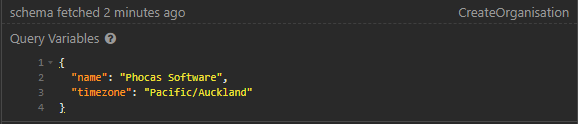 schema fetched 2 minutes ago CreateOrganisation
Query Variables ?
1 {
2 "name": "Phocas Software",
3 "timezone": "Pacific/Auckland"
4 }